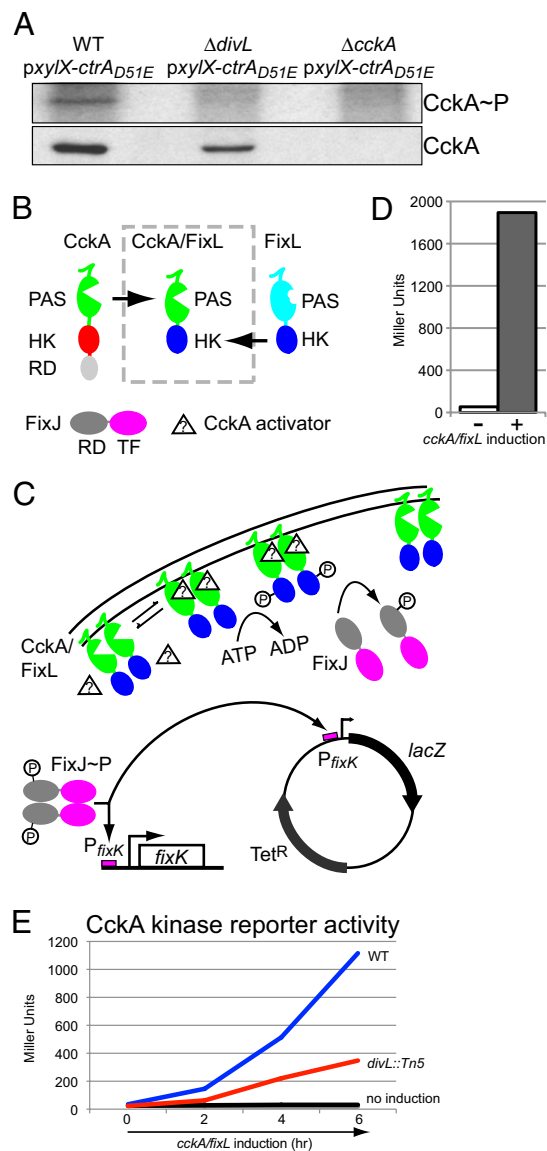 A
WT
pxylX-ctrAD51E
ΔdivL
pxylX-ctrAD51E
ΔcckA
pxylX-ctrAD51E
CckA~P
CckA
B
CckA
CckA/FixL
FixL
PAS
PAS
PAS
HK
HK
HK
RD
FixJ
RD
TF
? CckA activator
D
Miller Units
2000
1600
1200
800
400
0
– +
cckA/fixL induction
C
CckA/
FixL
?
?
?
?
?
?
P
P
ATP
ADP
FixJ
P
FixJ~P
P
P
PfixK
fixK
PfixK
lacZ
TetR
E
CckA kinase reporter activity
Miller Units
1200
1000
800
600
400
200
0
0 2 4 6
WT
divL::Tn5
no induction
cckA/fixL induction (hr)